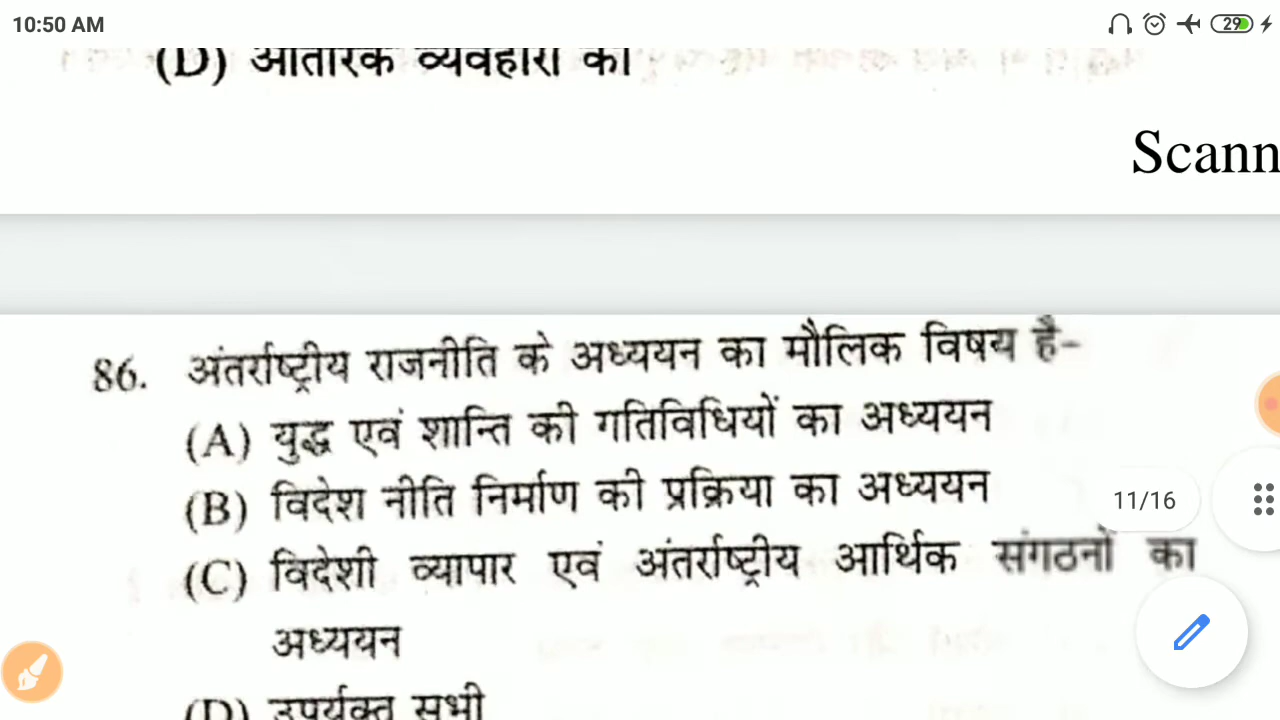 10:50 AM
29
(D) आंतरिक व्यवहारों का
Scann
86. अंतर्राष्ट्रीय राजनीति के अध्ययन का मौलिक विषय है-
(A) युद्ध एवं शान्ति की गतिविधियों का अध्ययन
(B) विदेश नीति निर्माण की प्रक्रिया का अध्ययन
11/16
(C) विदेशी व्यापार एवं अंतर्राष्ट्रीय आर्थिक संगठनों का
अध्ययन
(D) उपर्युक्त सभी